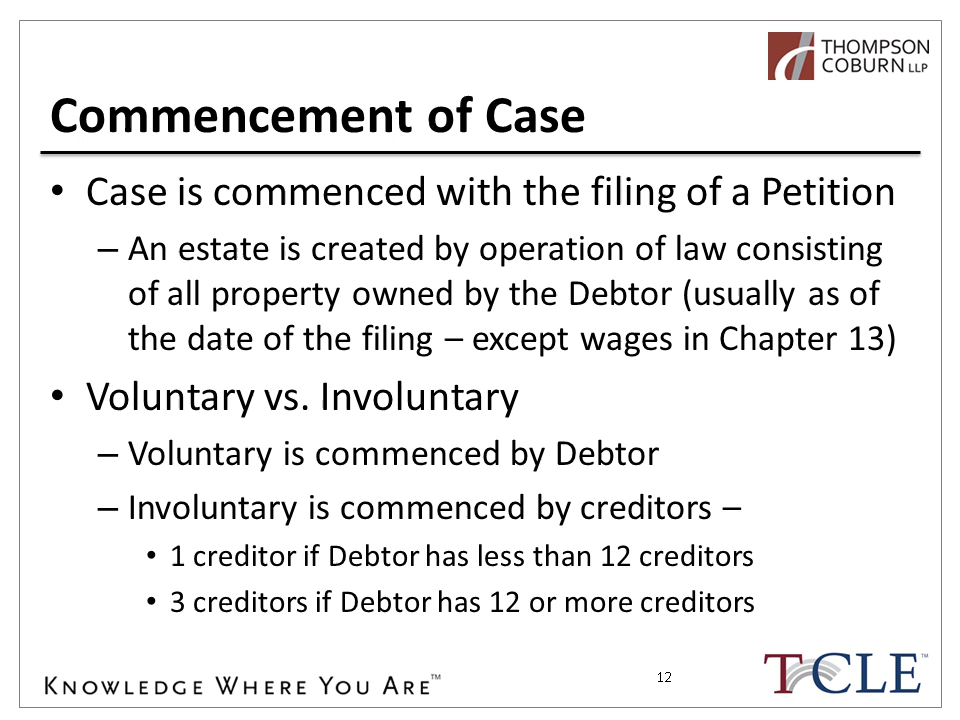 THOMPSON
COBURN LLP
Commencement of Case
• Case is commenced with the filing of a Petition
– An estate is created by operation of law consisting
of all property owned by the Debtor (usually as of
the date of the filing – except wages in Chapter 13)
• Voluntary vs. Involuntary
– Voluntary is commenced by Debtor
– Involuntary is commenced by creditors –
• 1 creditor if Debtor has less than 12 creditors
• 3 creditors if Debtor has 12 or more creditors
KNOWLEDGE WHERE YOU ARE™
12
TCLE™